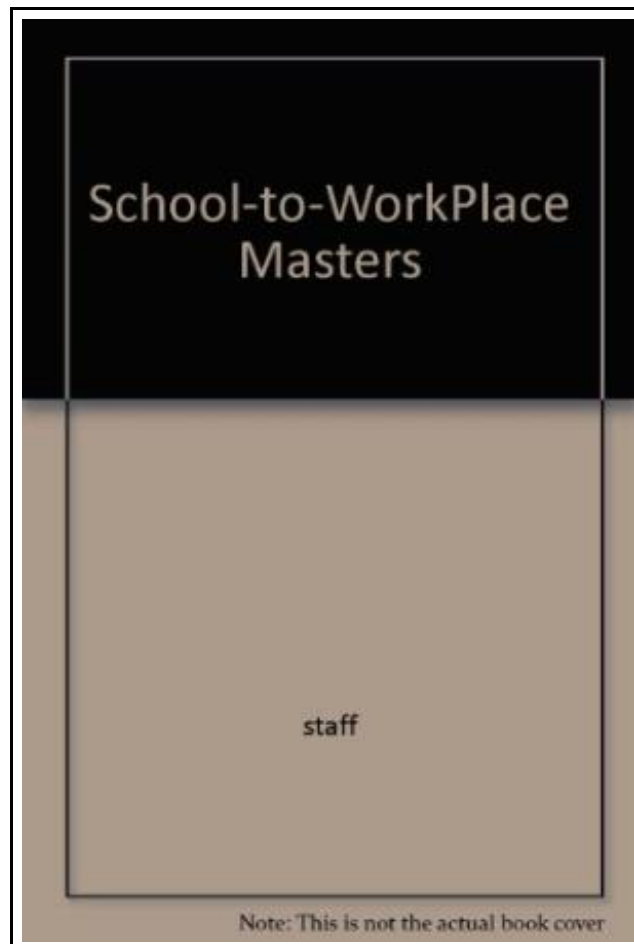 School-to-WorkPlace
Masters
staff
Note: This is not the actual book cover